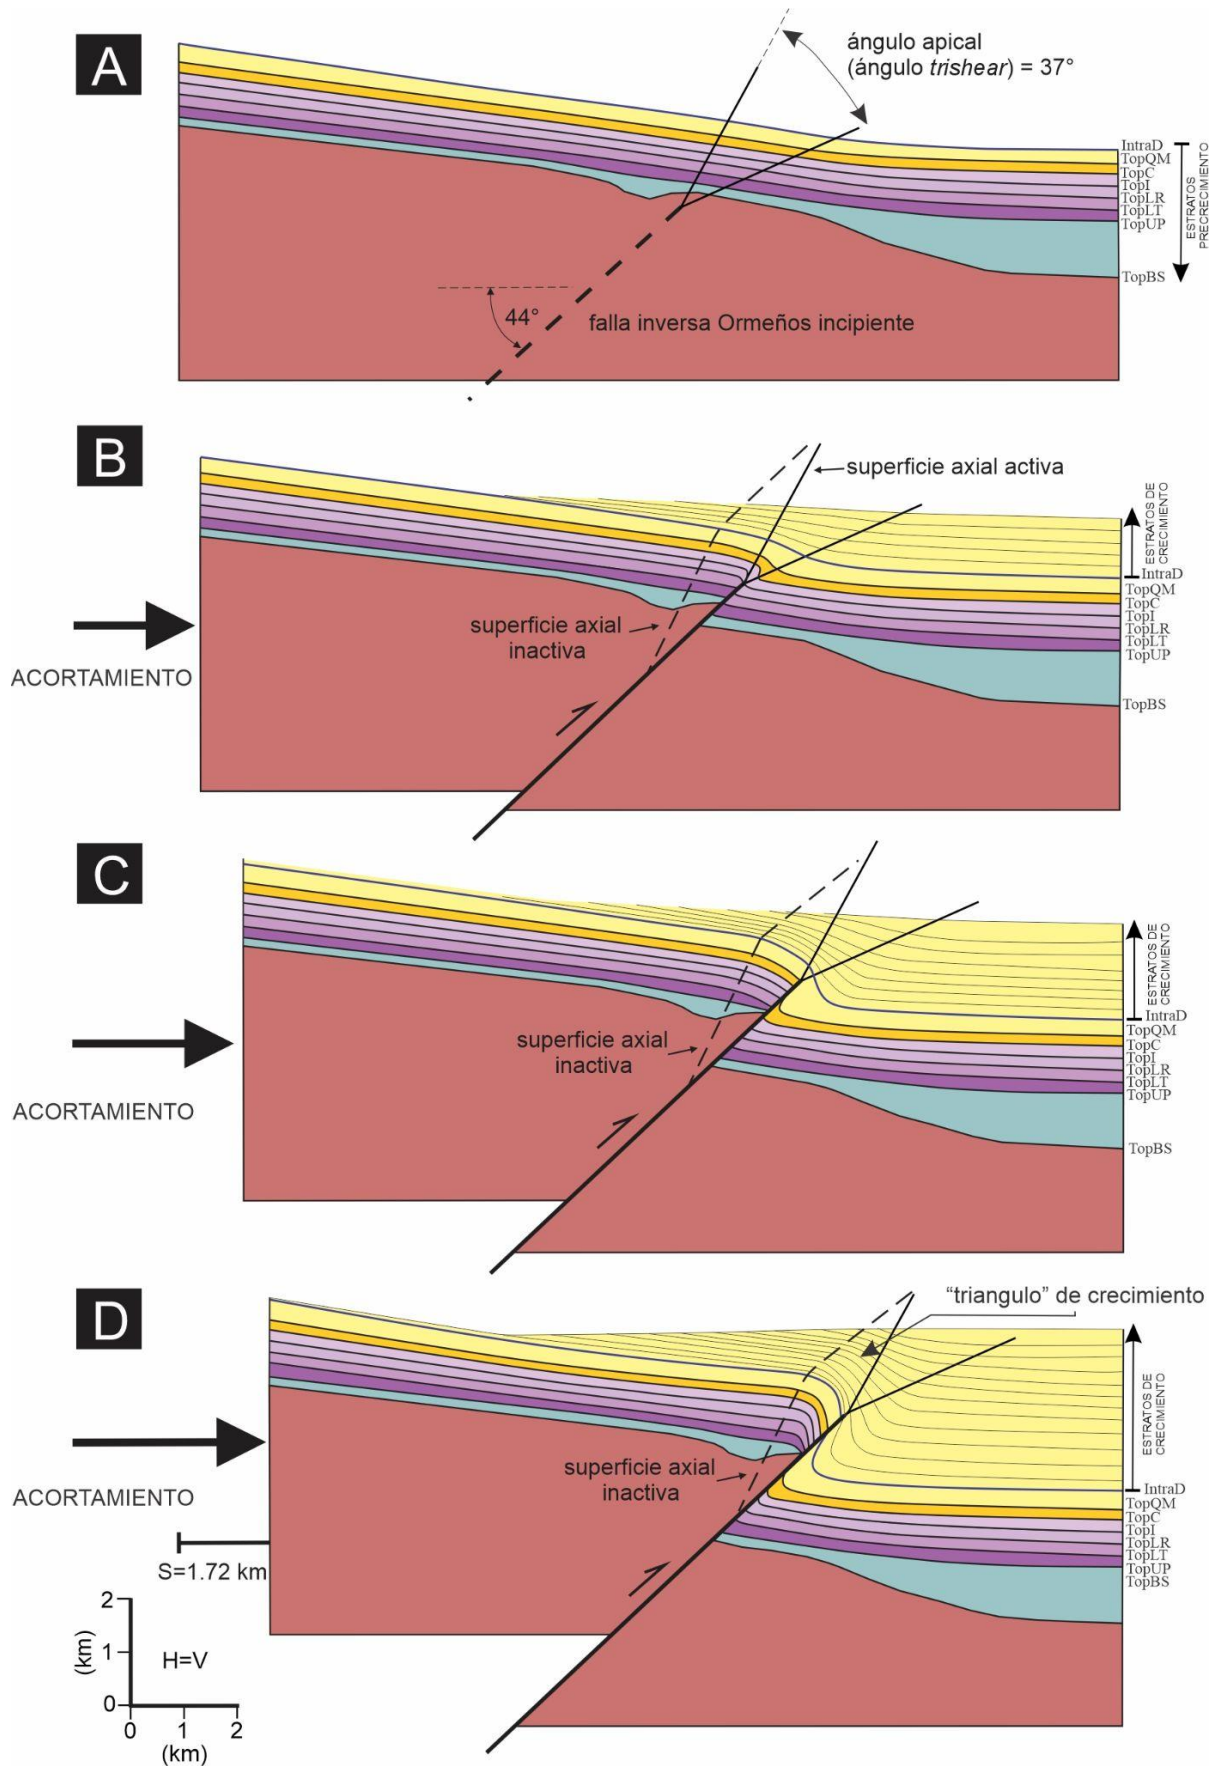 A
ángulo apical
(ángulo trishear) = 37°
IntraD
TopQM
TopC
TopI
TopLR
TopLT
TopUP
TopBS
ESTRATOS
PRECRECIMIENTO
44°
falla inversa Ormeños incipiente
B
superficie axial activa
ESTRATOS DE
CRECIMIENTO
IntraD
TopQM
TopC
TopI
TopLR
TopLT
TopUP
TopBS
superficie axial
inactiva
ACORTAMIENTO
C
ESTRATOS DE
CRECIMIENTO
IntraD
TopQM
TopC
TopI
TopLR
TopLT
TopUP
TopBS
superficie axial
inactiva
ACORTAMIENTO
D
“triangulo” de crecimiento
ESTRATOS DE
CRECIMIENTO
IntraD
TopQM
TopC
TopI
TopLR
TopLT
TopUP
TopBS
superficie axial
inactiva
ACORTAMIENTO
S=1.72 km
2
1
0
(km)
H=V
0 1 2
(km)